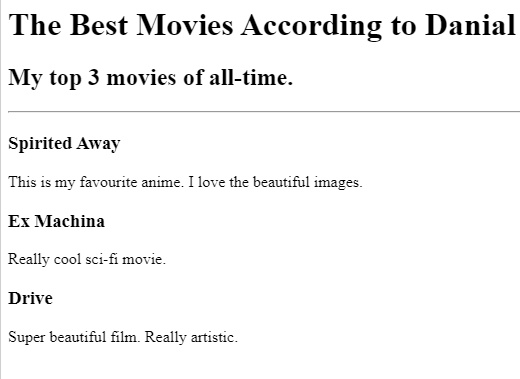 The Best Movies According to Danial
My top 3 movies of all-time.
Spirited Away
This is my favourite anime. I love the beautiful images.
Ex Machina
Really cool sci-fi movie.
Drive
Super beautiful film. Really artistic.